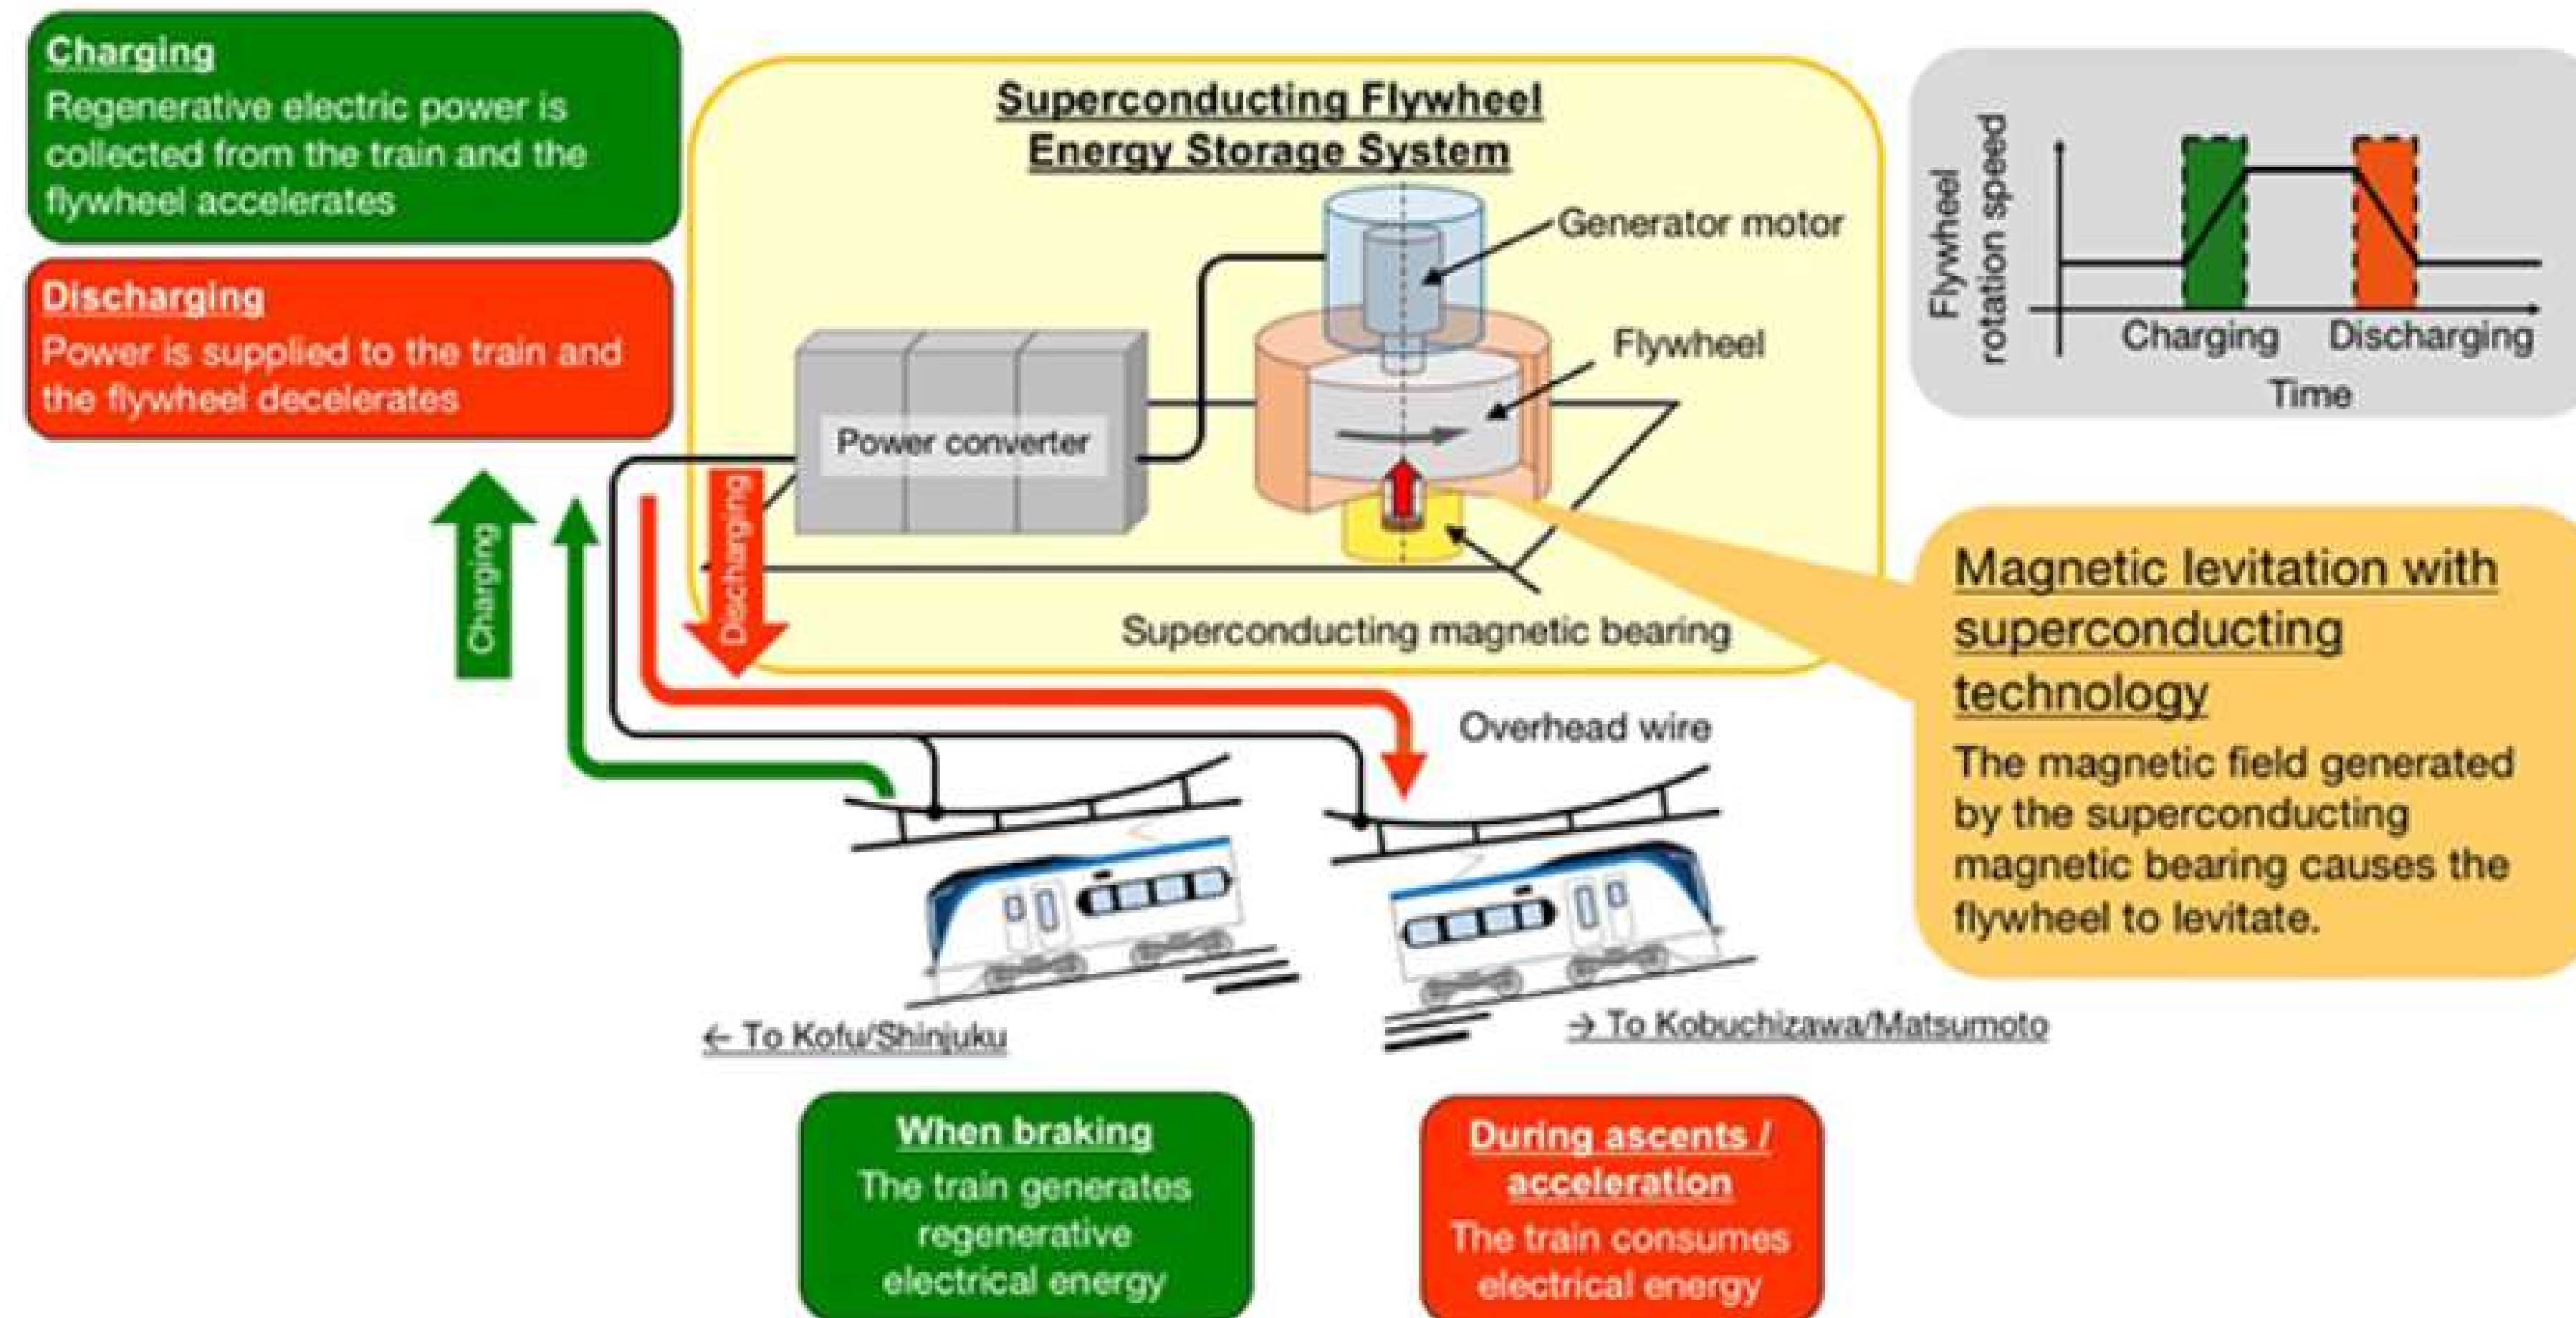 Charging
Regenerative electric power is
collected from the train and the
flywheel accelerates
Discharging
Power is supplied to the train and
the flywheel decelerates
Superconducting Flywheel
Energy Storage System
Generator motor
Flywheel
Power converter
Superconducting magnetic bearing
Charging
Discharging
Flywheel
rotation speed
Charging
Discharging
Time
Magnetic levitation with
superconducting
technology
The magnetic field generated
by the superconducting
magnetic bearing causes the
flywheel to levitate.
Overhead wire
← To Kofu/Shinjuku
→ To Kobuchizawa/Matsumoto
When braking
The train generates
regenerative
electrical energy
During ascents /
acceleration
The train consumes
electrical energy